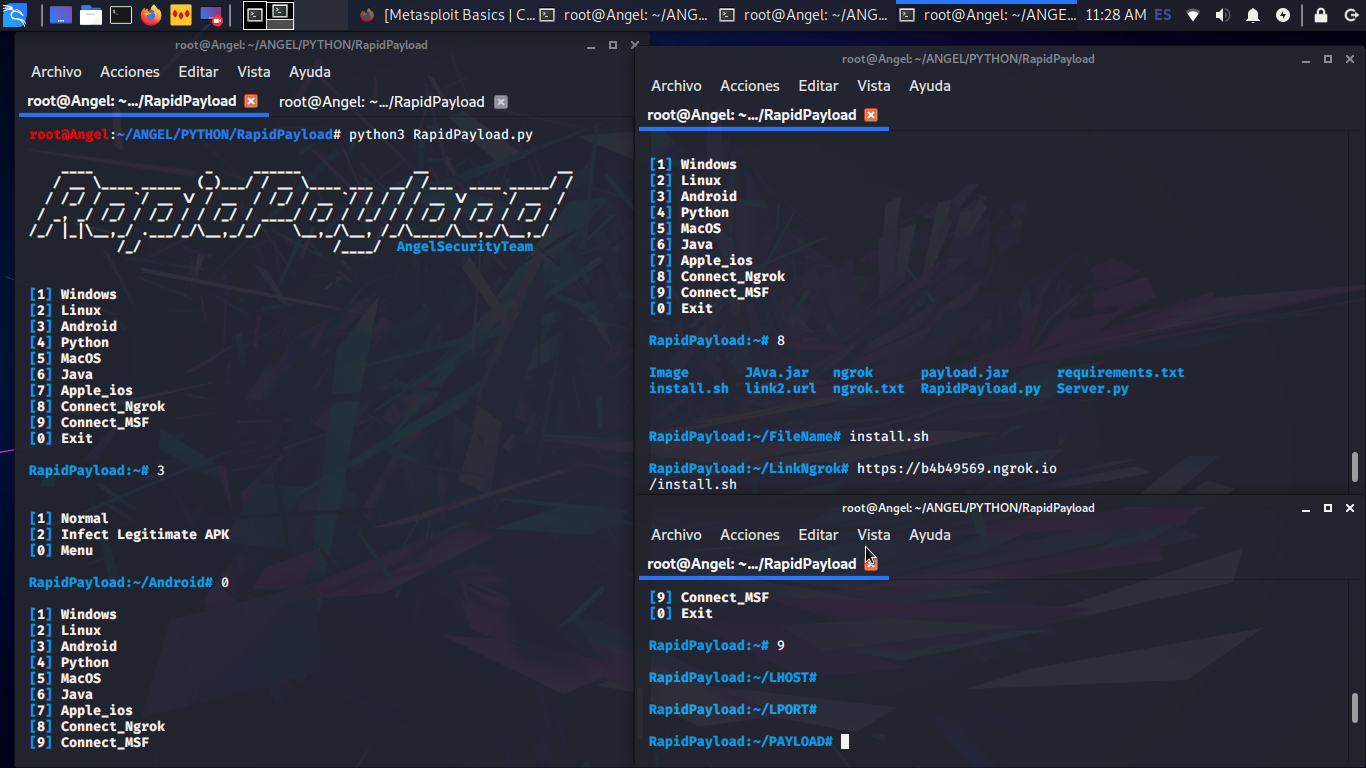 [Metasploit Basics | C...
root@Angel: ~/ANG...
root@Angel: ~/ANG...
root@Angel: ~/ANGE...
11:28 AM
ES
root@Angel: ~/ANGEL/PYTHON/RapidPayload
Archivo Acciones Editar Vista Ayuda
root@Angel: ~.../RapidPayload root@Angel: ~.../RapidPayload
root@Angel:~/ANGEL/PYTHON/RapidPayload# python3 RapidPayload.py
RapidPayload
AngelSecurityTeam
[1] Windows
[2] Linux
[3] Android
[4] Python
[5] MacOS
[6] Java
[7] Apple_ios
[8] Connect_Ngrok
[9] Connect_MSF
[0] Exit
RapidPayload:~# 3
[1] Normal
[2] Infect Legitimate APK
[0] Menu
RapidPayload:~/Android# 0
[1] Windows
[2] Linux
[3] Android
[4] Python
[5] MacOS
[6] Java
[7] Apple_ios
[8] Connect_Ngrok
[9] Connect_MSF
root@Angel: ~/ANGEL/PYTHON/RapidPayload
Archivo Acciones Editar Vista Ayuda
root@Angel: ~.../RapidPayload
[1] Windows
[2] Linux
[3] Android
[4] Python
[5] MacOS
[6] Java
[7] Apple_ios
[8] Connect_Ngrok
[9] Connect_MSF
[0] Exit
RapidPayload:~# 8
Image JAva.jar ngrok payload.jar requirements.txt
install.sh link2.url ngrok.txt RapidPayload.py Server.py
RapidPayload:~/FileName# install.sh
RapidPayload:~/LinkNgrok# https://b4b49569.ngrok.io
/install.sh
root@Angel: ~/ANGEL/PYTHON/RapidPayload
Archivo Acciones Editar Vista Ayuda
root@Angel: ~.../RapidPayload
[9] Connect_MSF
[0] Exit
RapidPayload:~# 9
RapidPayload:~/LHOST#
RapidPayload:~/LPORT#
RapidPayload:~/PAYLOAD#